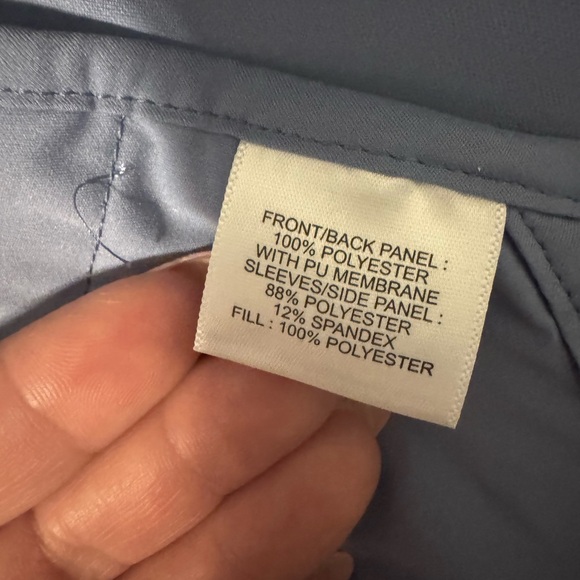 FRONT/BACK PANEL :
100% POLYESTER
WITH PU MEMBRANE
SLEEVES/SIDE PANEL :
88% POLYESTER
12% SPANDEX
FILL : 100% POLYESTER